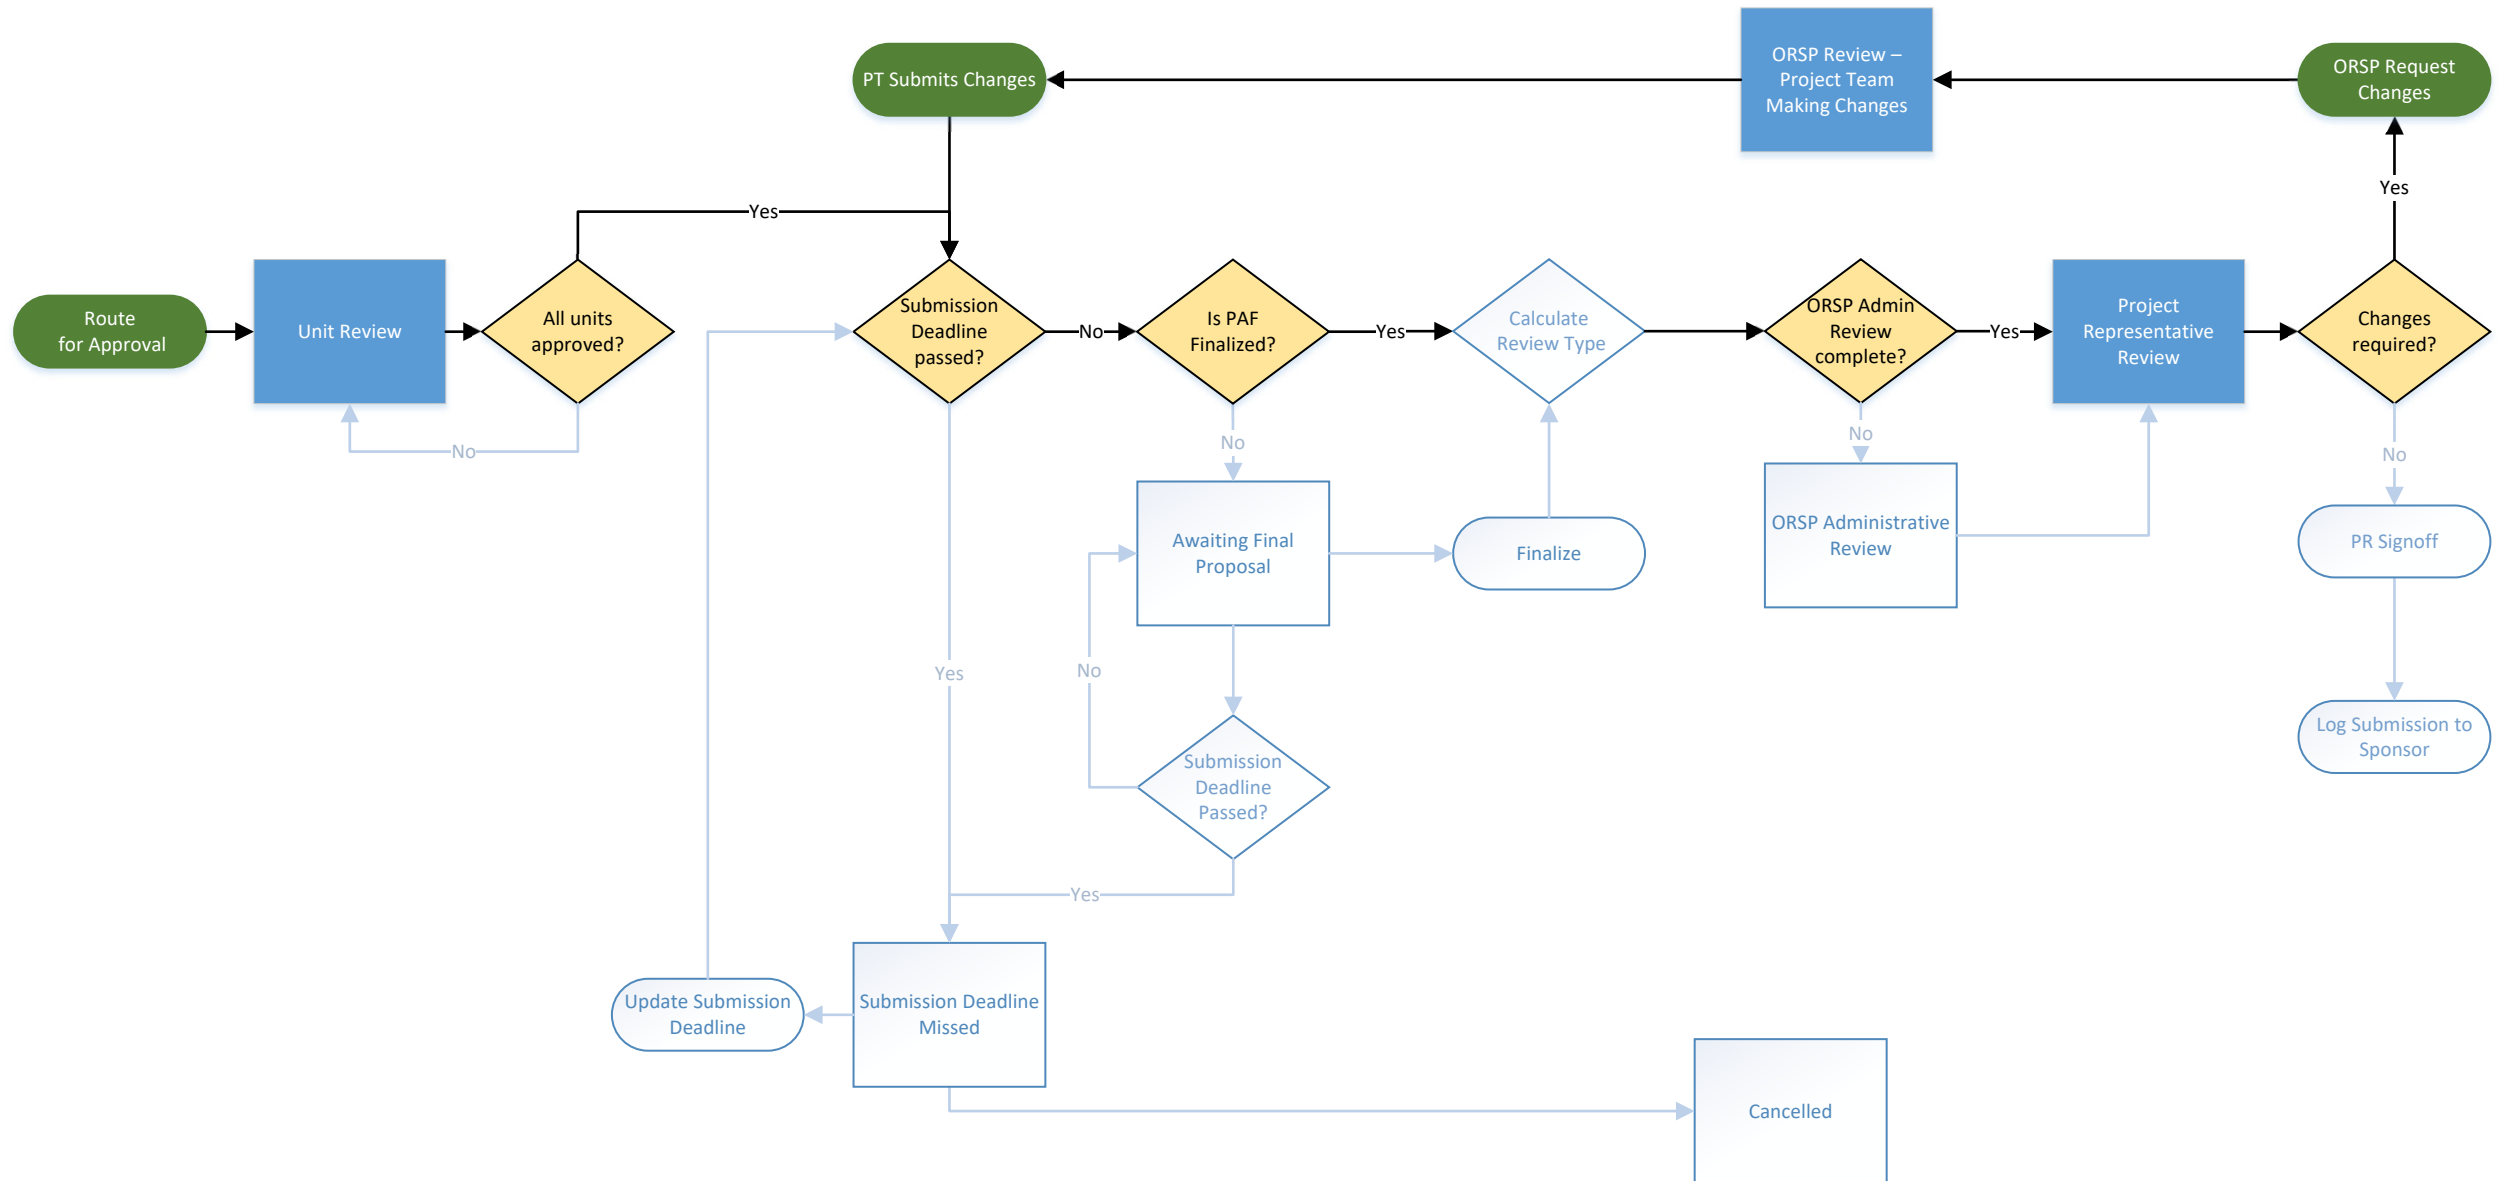 ORSP Review –
Project Team
Making Changes
PT Submits Changes
ORSP Request
Changes
Yes
Yes
Route
for Approval
Unit Review
All units
approved?
Submission
Deadline
passed?
No
Is PAF
Finalized?
Yes
Calculate
Review Type
ORSP Admin
Review
complete?
Yes
Project
Representative
Review
Changes
required?
No
No
No
No
Awaiting Final
Proposal
Finalize
ORSP Administrative
Review
PR Signoff
Yes
No
Submission
Deadline
Passed?
Log Submission to
Sponsor
Yes
Update Submission
Deadline
Submission Deadline
Missed
Cancelled